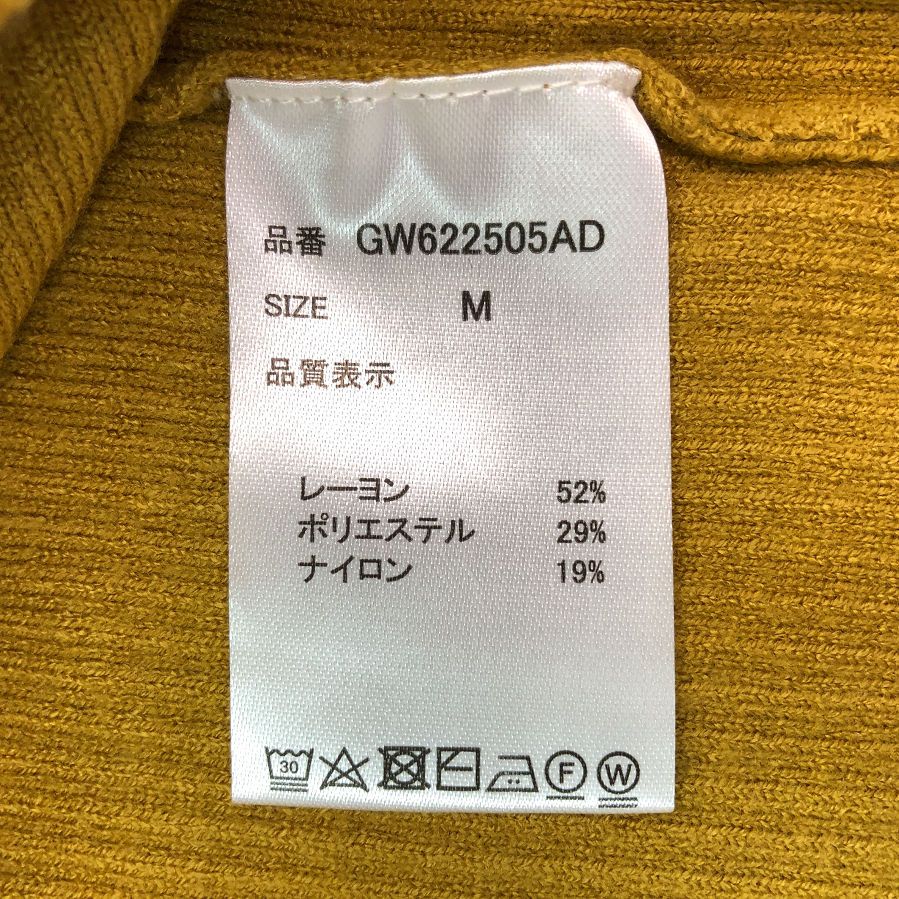 品番 GW622505AD
SIZE M
品質表示
レーヨン 52%
ポリエステル 29%
ナイロン 19%
30 F W